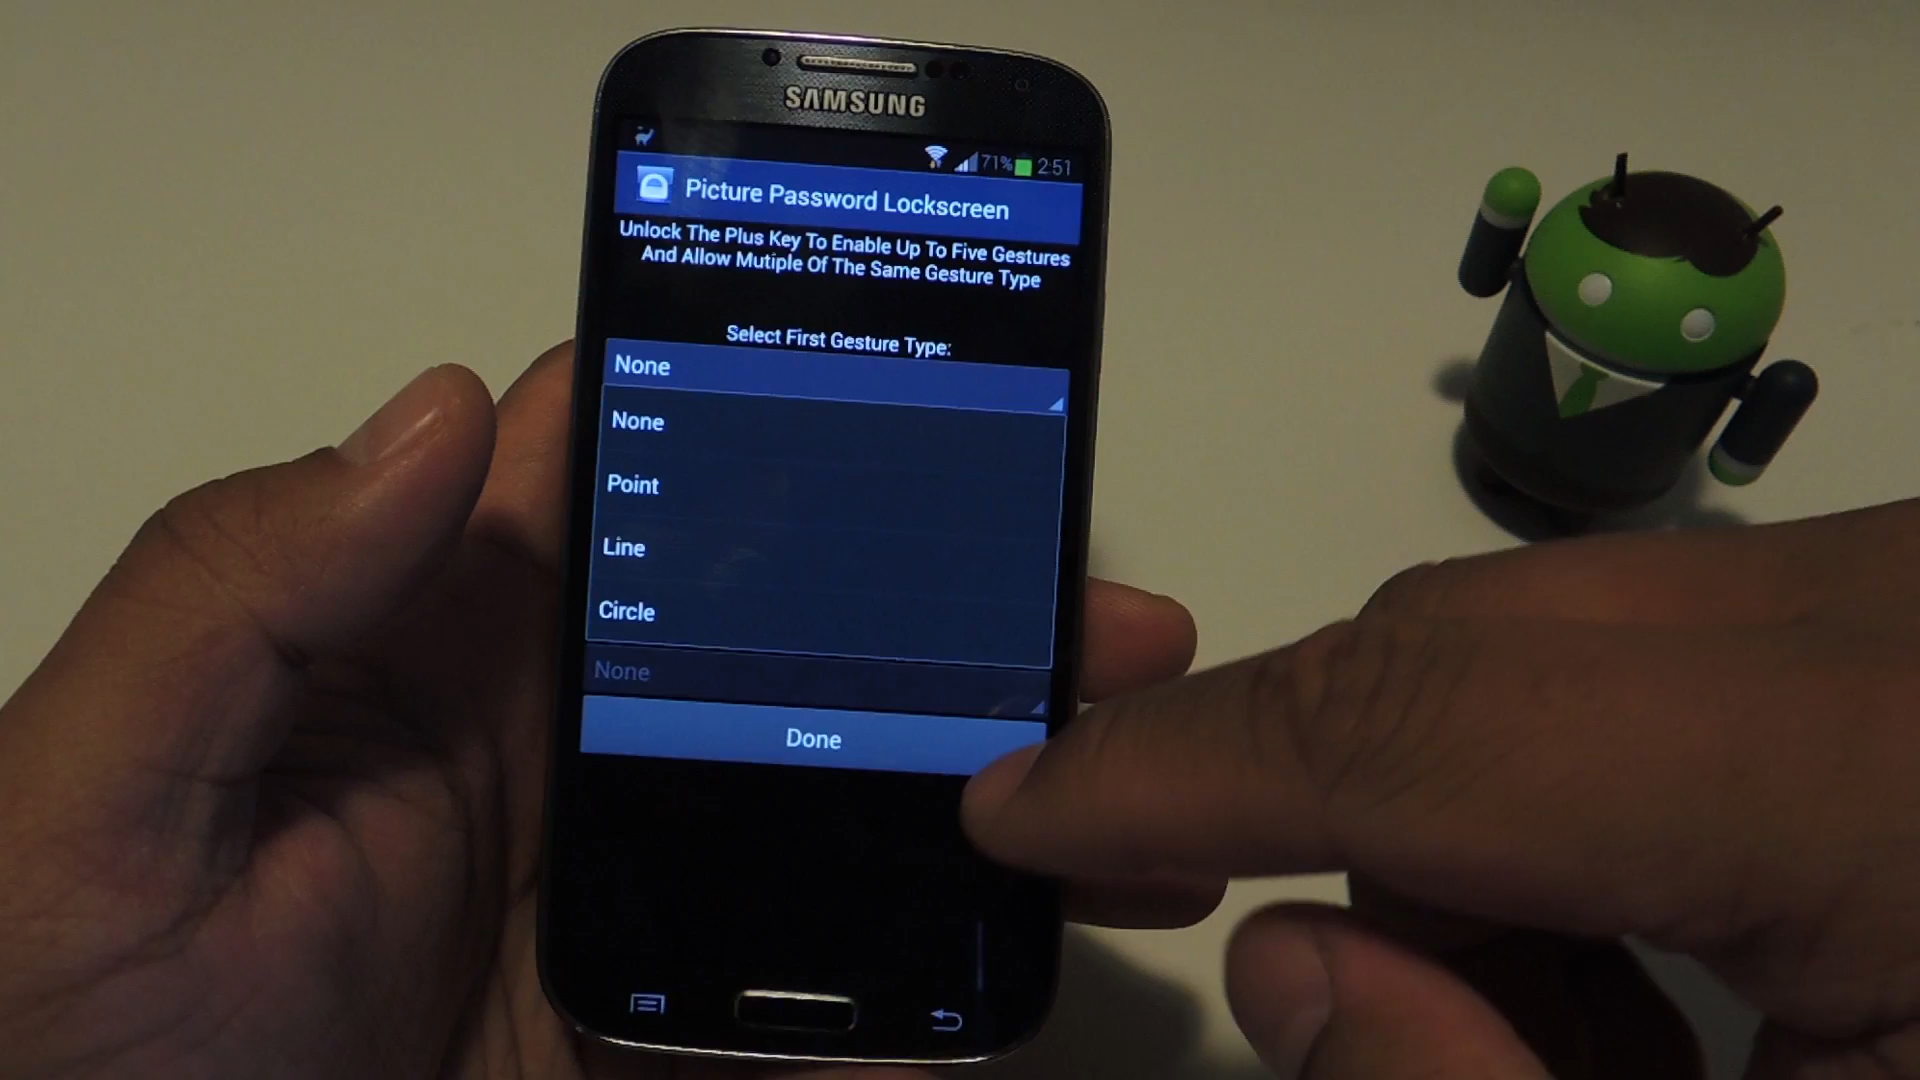 SAMSUNG
71% 2:51
Picture Password Lockscreen
Unlock The Plus Key To Enable Up To Five Gestures
And Allow Mutiple Of The Same Gesture Type
Select First Gesture Type:
None
None
Point
Line
Circle
None
Done